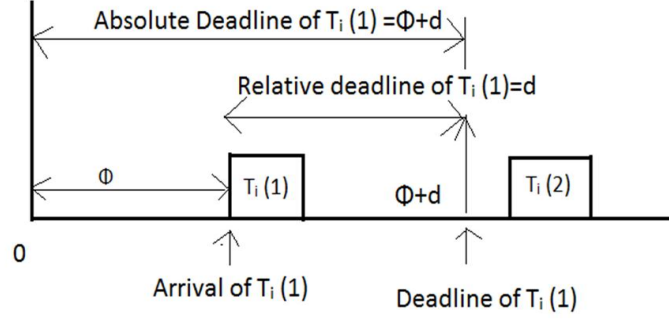 Absolute Deadline of Tᵢ (1) =Φ+d
Relative deadline of Tᵢ (1)=d
Φ
Tᵢ (1)
Φ+d
Tᵢ (2)
0
Arrival of Tᵢ (1)
Deadline of Tᵢ (1)